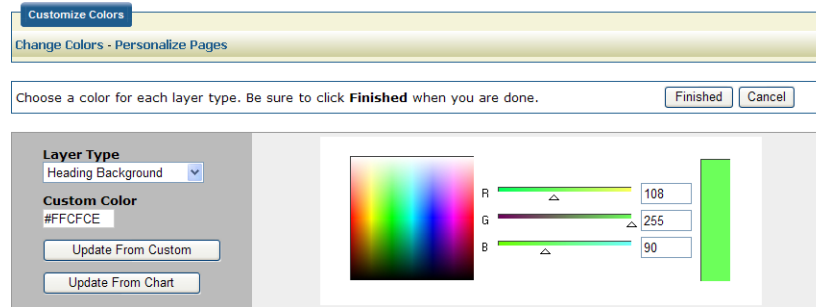 Customize Colors
Change Colors - Personalize Pages
Choose a color for each layer type. Be sure to click Finished when you are done.
Finished
Cancel
Layer Type
Heading Background
Custom Color
#FFCFCE
Update From Custom
Update From Chart
R 108
G 255
B 90